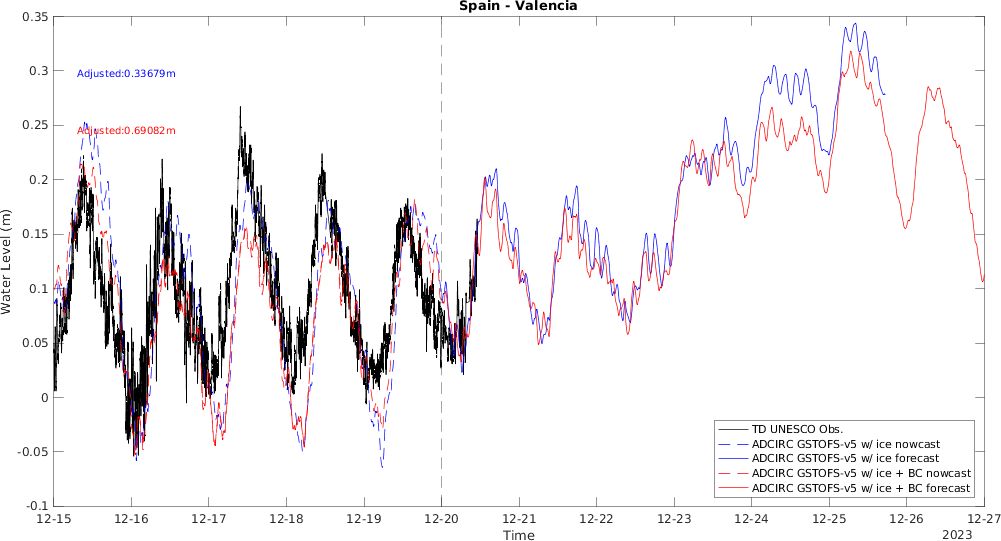 Spain - Valencia
0.35
0.3
0.25
0.2
0.15
0.1
0.05
0
-0.05
-0.1
Water Level (m)
Adjusted:0.33679m
Adjusted:0.69082m
TD UNESCO Obs.
ADCIRC GSTOFS-v5 w/ ice nowcast
ADCIRC GSTOFS-v5 w/ ice forecast
ADCIRC GSTOFS-v5 w/ ice + BC nowcast
ADCIRC GSTOFS-v5 w/ ice + BC forecast
12-15 12-16 12-17 12-18 12-19 12-20 12-21 12-22 12-23 12-24 12-25 12-26 12-27
Time
2023